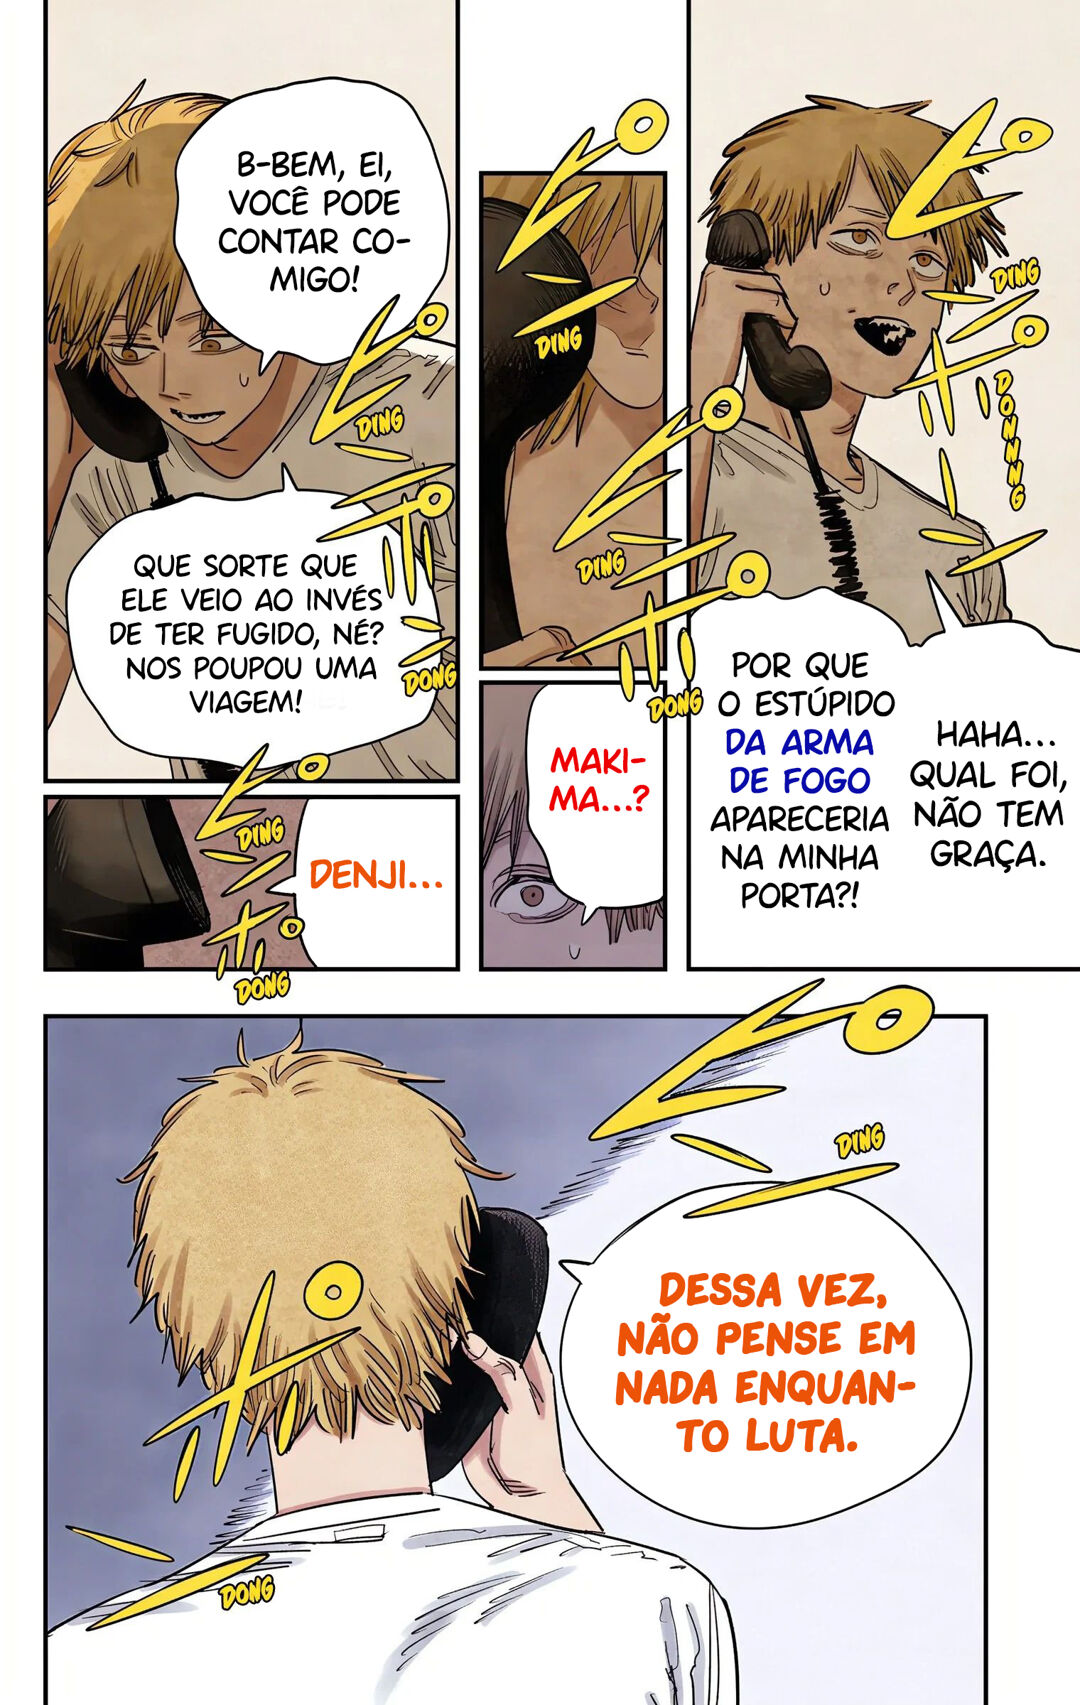 HAHA...
QUAL FOI,
NÃO TEM
GRAÇA.
POR QUE
O ESTÚPIDO
DA ARMA
DE FOGO
APARECERIA
NA MINHA
PORTA?!
DING
DONNNG
DING
DING
DONG
MAKI-
MA...?
B-BEM, EI,
VOCÊ PODE
CONTAR CO-
MIGO!
DING
QUE SORTE QUE
ELE VEIO AO INVÉS
DE TER FUGIDO, NÉ?
NOS POUPOU UMA
VIAGEM!
DONG
DENJI...
DING
DONG
DING
DESSA VEZ,
NÃO PENSE EM
NADA ENQUAN-
TO LUTA.
DONG